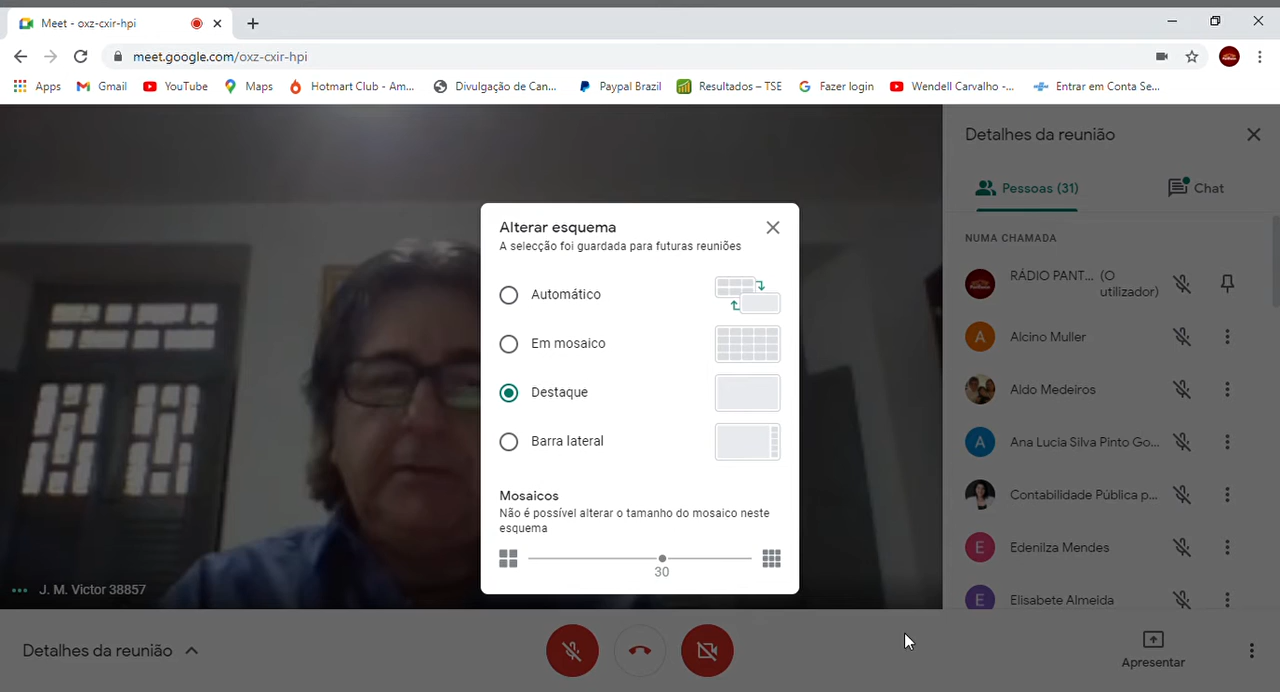 Meet - oxz-cxir-hpi
meet.google.com/oxz-cxir-hpi
Apps Gmail YouTube Maps Hotmart Club - Am... Divulgação de Can... Paypal Brazil Resultados – TSE Fazer login Wendell Carvalho -... Entrar em Conta Se...
Detalhes da reunião
Pessoas (31) Chat
NUMA CHAMADA
RÁDIO PANT... (O utilizador)
A Alcino Muller
Aldo Medeiros
A Ana Lucia Silva Pinto Go...
Contabilidade Pública p...
E Edenilza Mendes
E Elisabete Almeida
Alterar esquema
A selecção foi guardada para futuras reuniões
Automático
Em mosaico
Destaque
Barra lateral
Mosaicos
Não é possível alterar o tamanho do mosaico neste
esquema
30
J. M. Victor 38857
Detalhes da reunião
Apresentar